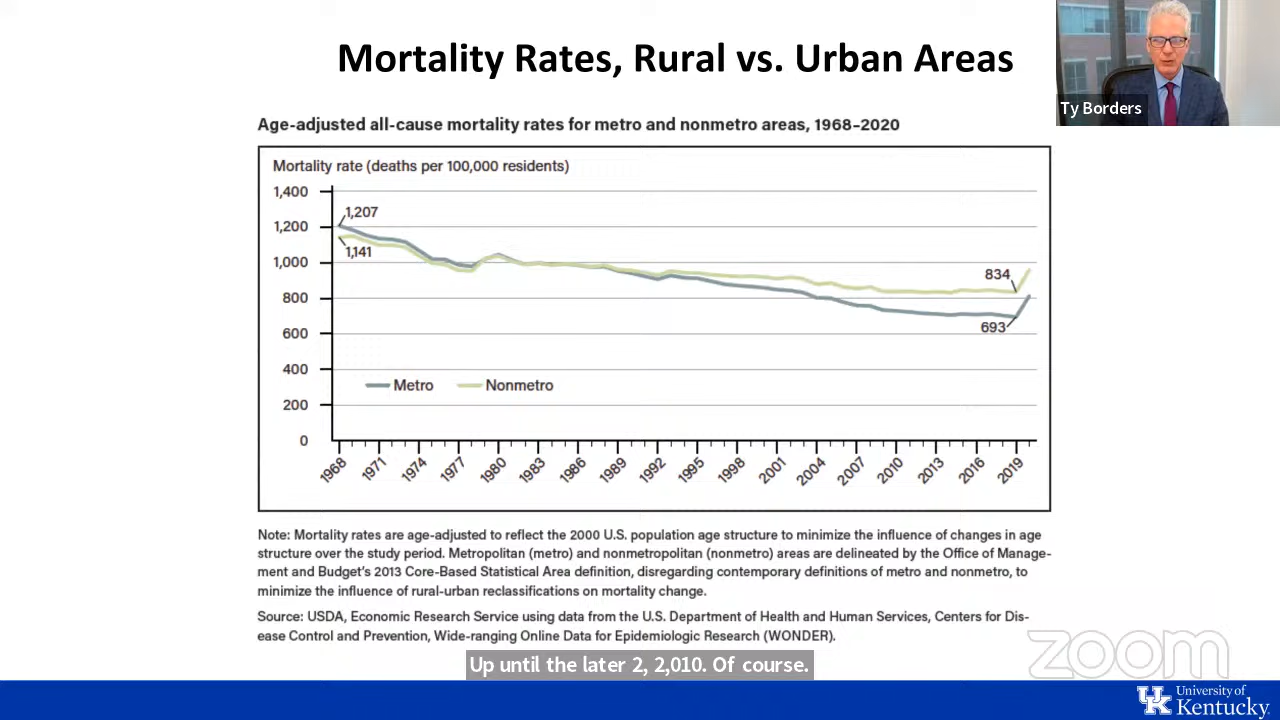 Mortality Rates, Rural vs. Urban Areas
Ty Borders
Age-adjusted all-cause mortality rates for metro and nonmetro areas, 1968–2020
Mortality rate (deaths per 100,000 residents)
1,400
1,200
1,000
800
600
400
200
0
1,207
1,141
834
693
Metro
Nonmetro
1968
1971
1974
1977
1980
1983
1986
1989
1992
1995
1998
2001
2004
2007
2010
2013
2016
2019
Note: Mortality rates are age-adjusted to reflect the 2000 U.S. population age structure to minimize the influence of changes in age
structure over the study period. Metropolitan (metro) and nonmetropolitan (nonmetro) areas are delineated by the Office of Manage-
ment and Budget's 2013 Core-Based Statistical Area definition, disregarding contemporary definitions of metro and nonmetro, to
minimize the influence of rural-urban reclassifications on mortality change.
Source: USDA, Economic Research Service using data from the U.S. Department of Health and Human Services, Centers for Dis-
ease Control and Prevention, Wide-ranging Online Data for Epidemiologic Research (WONDER).
Up until the later 2, 2,010. Of course.
zoom
UK
University of
Kentucky.